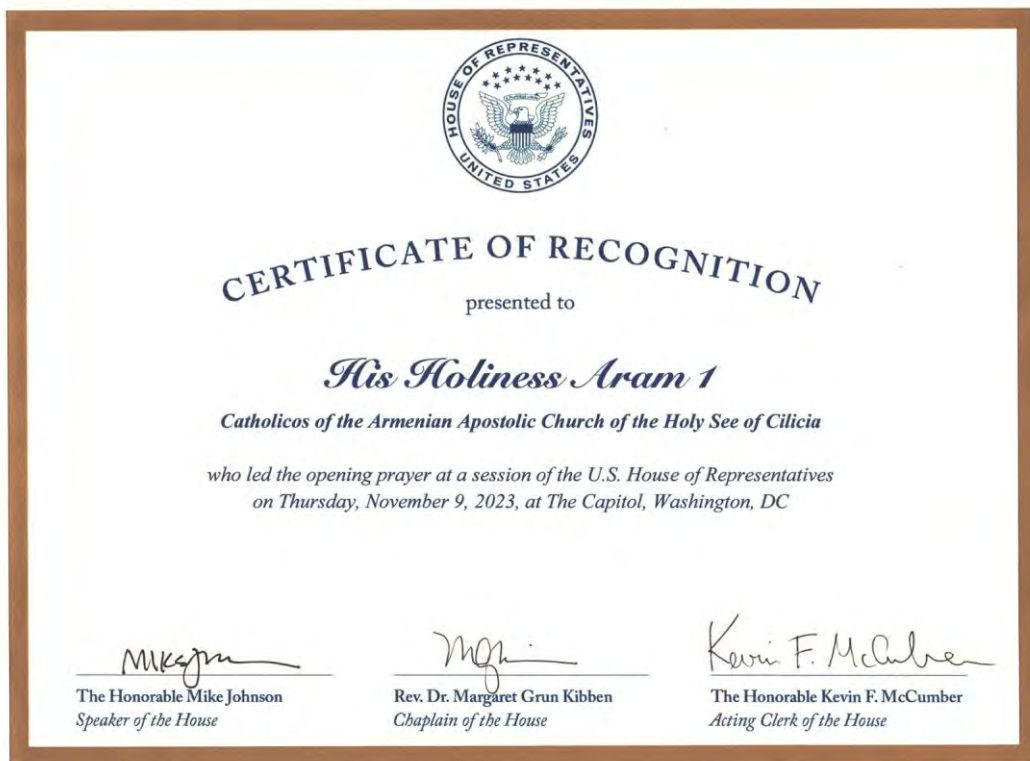 HOUSE OF REPRESENTATIVES
UNITED STATES
CERTIFICATE OF RECOGNITION
presented to
His Holiness Aram 1
Catholicos of the Armenian Apostolic Church of the Holy See of Cilicia
who led the opening prayer at a session of the U.S. House of Representatives
on Thursday, November 9, 2023, at The Capitol, Washington, DC
Kevin F. McCumber
The Honorable Mike Johnson
Speaker of the House
Rev. Dr. Margaret Grun Kibben
Chaplain of the House
The Honorable Kevin F. McCumber
Acting Clerk of the House